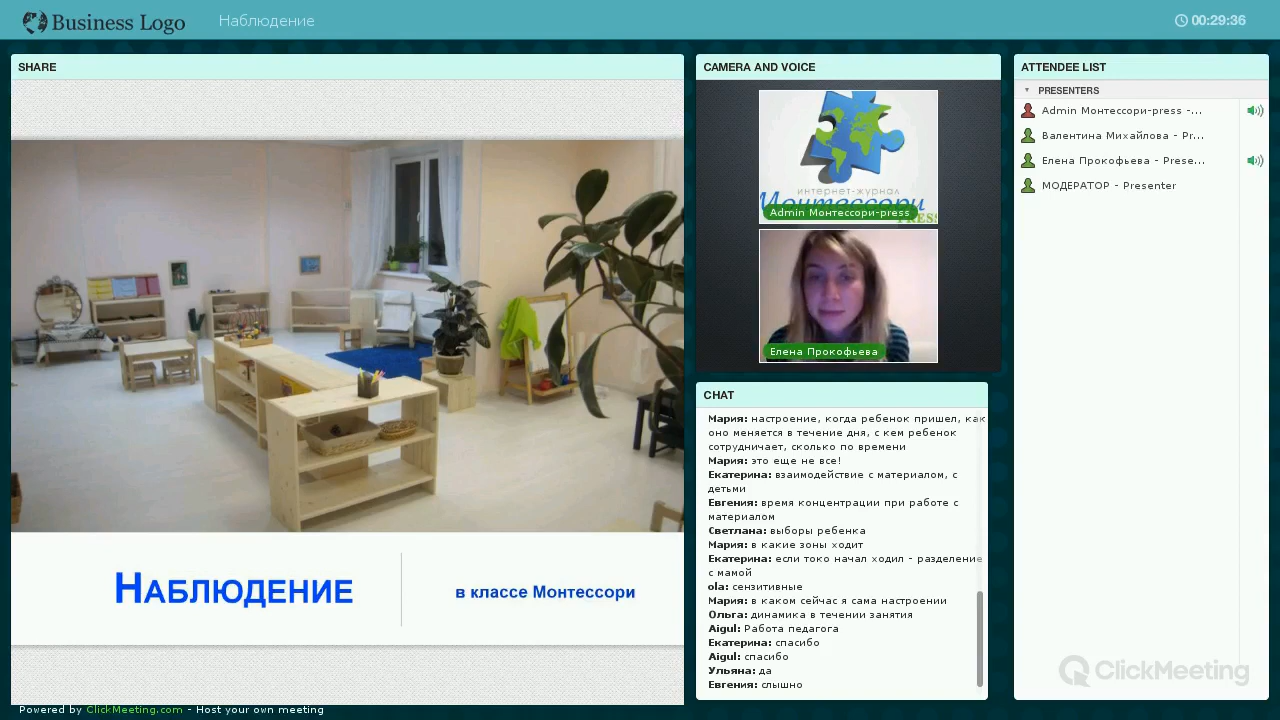 Business Logo
Наблюдение
00:29:36
SHARE
CAMERA AND VOICE
ATTENDEE LIST
PRESENTERS
Admin Монтессори-press -...
Валентина Михайлова - Pr...
Елена Прокофьева - Prese...
МОДЕРАТОР - Presenter
интернет-журнал
Монтессори
PRESS
Admin Монтессори-press
Елена Прокофьева
НАБЛЮДЕНИЕ
в классе Монтессори
CHAT
Мария: настроение, когда ребенок пришел, как
оно меняется в течение дня, с кем ребенок
сотрудничает, сколько по времени
Мария: это еще не все!
Екатерина: взаимодействие с материалом, с
детьми
Евгения: время концентрации при работе с
материалом
Светлана: выборы ребенка
Мария: в какие зоны ходит
Екатерина: если токо начал ходил - разделение
с мамой
ola: сензитивные
Мария: в каком сейчас я сама настроении
Ольга: динамика в течении занятия
Aigul: Работа педагога
Екатерина: спасибо
Aigul: спасибо
Ульяна: да
Евгения: слышно
ClickMeeting
Powered by ClickMeeting.com - Host your own meeting